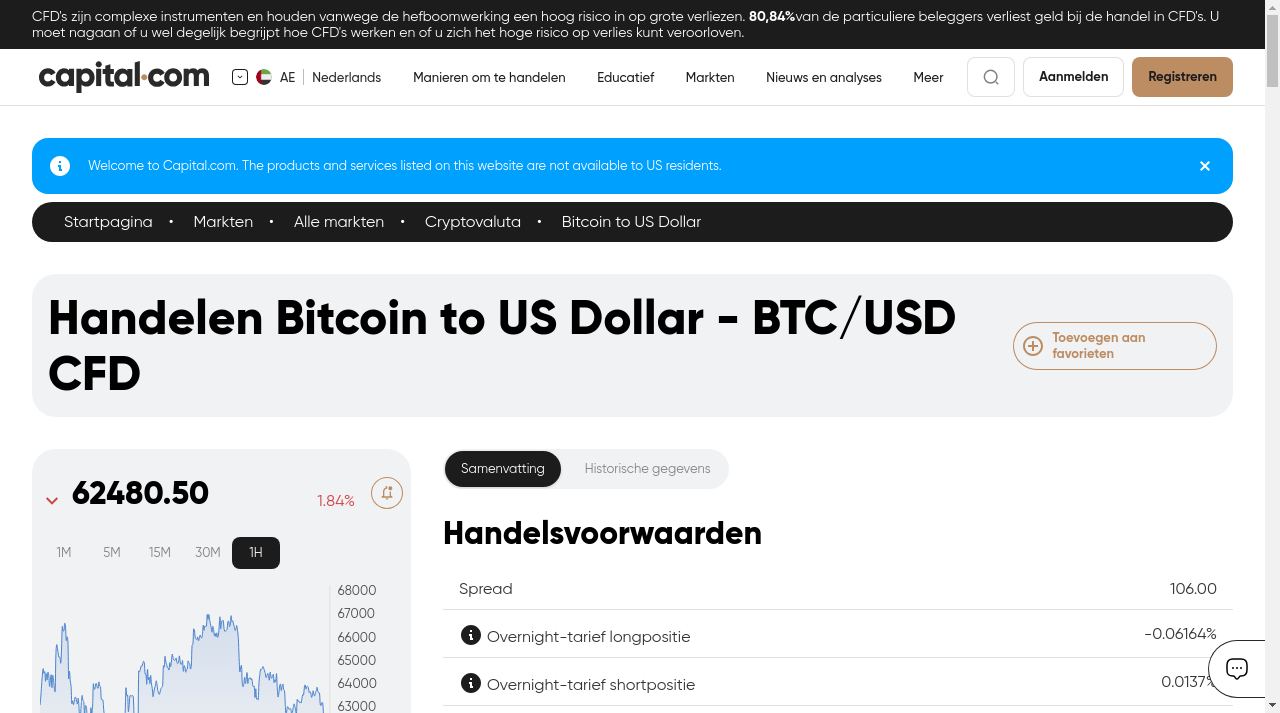 CFD's zijn complexe instrumenten en houden vanwege de hefboomwerking een hoog risico in op grote verliezen. 80,84%van de particuliere beleggers verliest geld bij de handel in CFD's. U
moet nagaan of u wel degelijk begrijpt hoe CFD's werken en of u zich het hoge risico op verlies kunt veroorloven.
capital.com AE Nederlands Manieren om te handelen Educatief Markten Nieuws en analyses Meer Aanmelden Registreren
Welcome to Capital.com. The products and services listed on this website are not available to US residents.
Startpagina • Markten • Alle markten • Cryptovaluta • Bitcoin to US Dollar
Handelen Bitcoin to US Dollar - BTC/USD
CFD
Toevoegen aan
favorieten
62480.50 1.84%
1M 5M 15M 30M 1H
68000
67000
66000
65000
64000
63000
Samenvatting Historische gegevens
Handelsvoorwaarden
Spread 106.00
Overnight-tarief longpositie -0.06164%
Overnight-tarief shortpositie 0.0137%